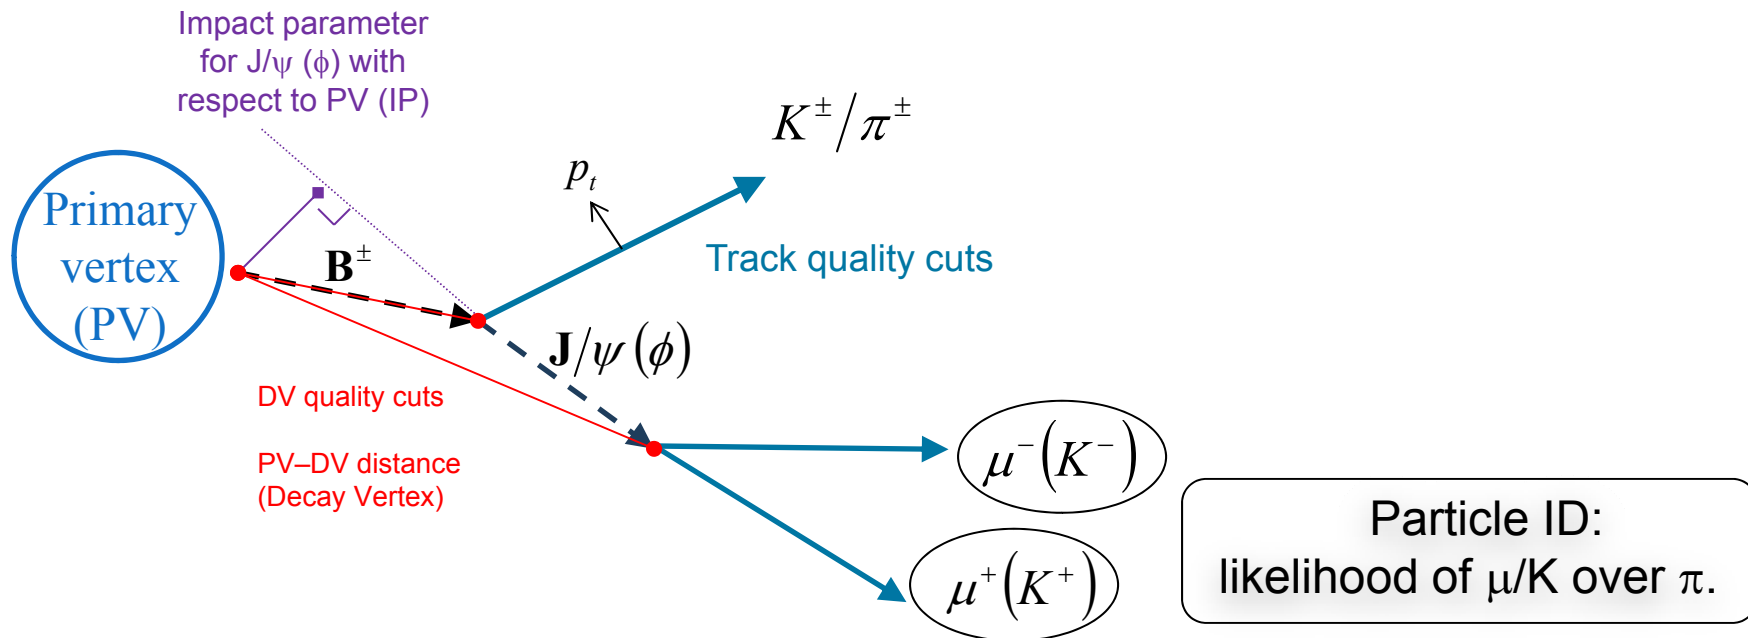 Impact parameter
for J/ψ (ϕ) with
respect to PV (IP)
K±/π±
pt
Primary
vertex
(PV)
B±
Track quality cuts
J/ψ(ϕ)
DV quality cuts
PV–DV distance
(Decay Vertex)
μ−(K−)
μ+(K+)
Particle ID:
likelihood of μ/K over π.